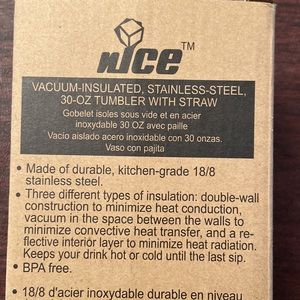 nice™
VACUUM-INSULATED, STAINLESS-STEEL,
30-OZ TUMBLER WITH STRAW
Gobelet isoles sous vide et en acier
inoxydable 30 OZ avec paille
Vacío aislado acero inoxidable con 30 onzas.
Vaso con pajita
• Made of durable, kitchen-grade 18/8
stainless steel.
• Three different types of insulation: double-wall
construction to minimize heat conduction,
vacuum in the space between the walls to
minimize convective heat transfer, and a re-
flective interior layer to minimize heat radiation.
Keeps your drink hot or cold until the last sip.
• BPA free.
• 18/8 d'acier inoxydable durable en niveau